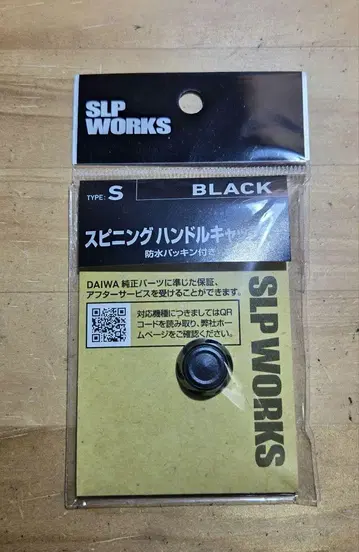 SLP
WORKS
TYPE: S
BLACK
スピニングハンドルキャップ
防水パッキン付き
DAIWA 純正パーツに準じた保証、
アフターサービスを受けることができます。
対応機種につきましてはQR
コードを読み取り、弊社ホー
ムページをご確認ください。
SLP WORKS